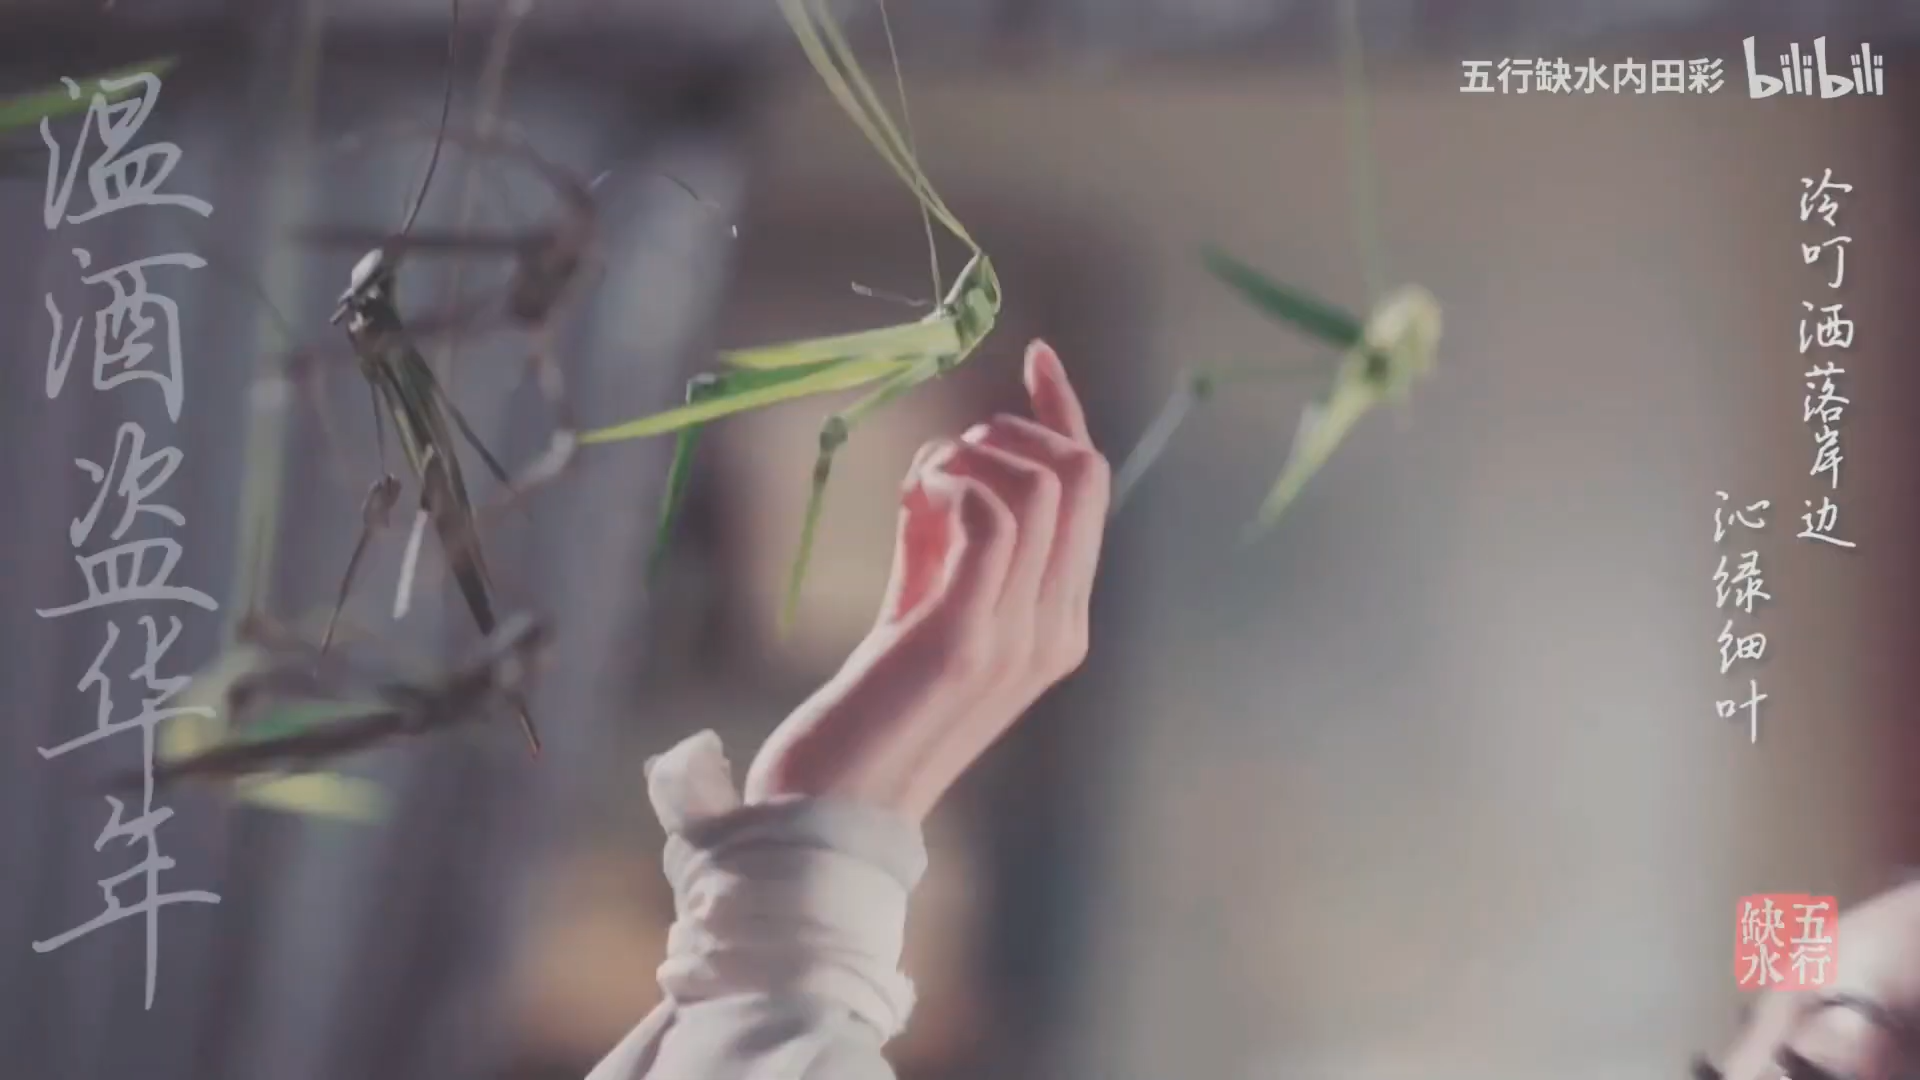 五行缺水内田彩 bilibili
温酒盗华年
泠叮洒落岸边
沁绿细叶
五行
缺水